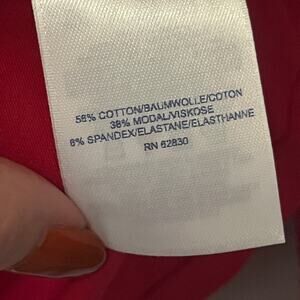 56% COTTON/BAUMWOLLE/COTON
38% MODAL/VISKOSE
6% SPANDEX/ELASTANE/ELASTHANNE
RN 62830